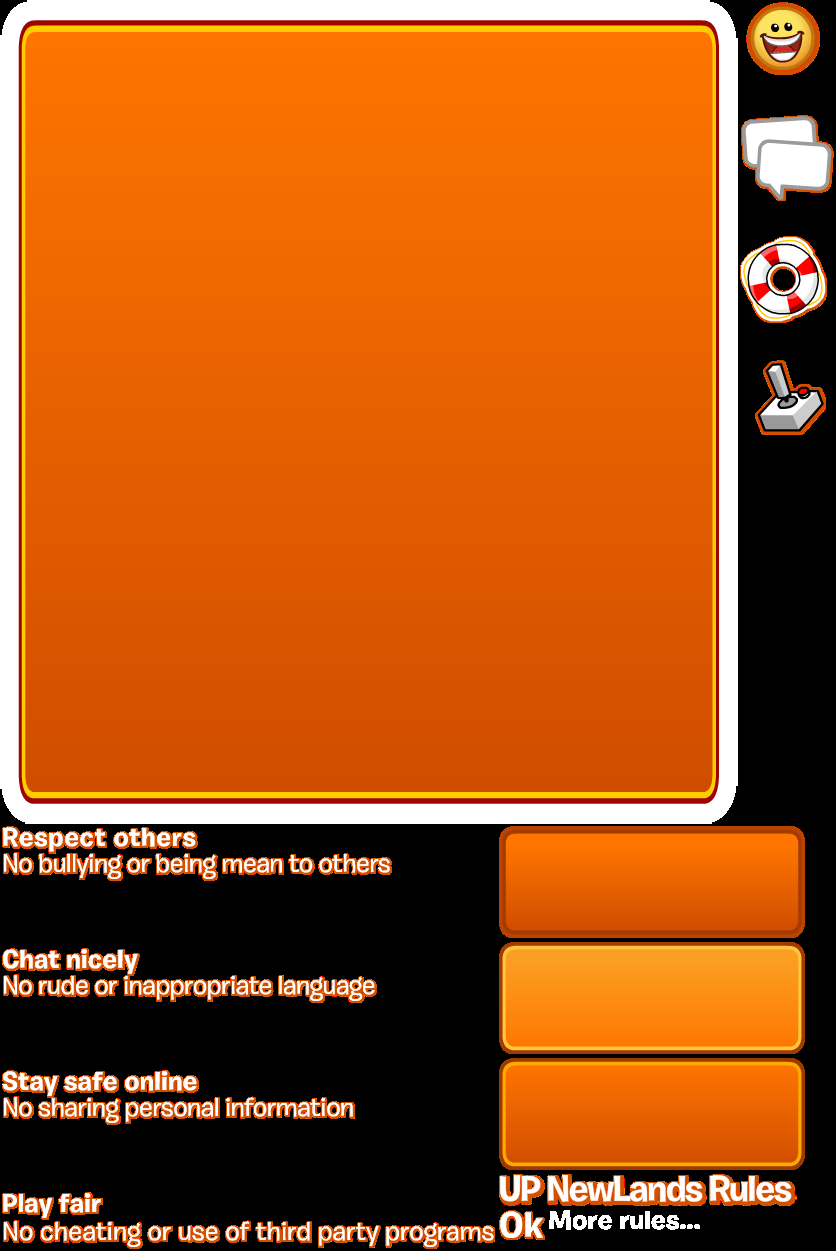 Respect others
No bullying or being mean to others
Chat nicely
No rude or inappropriate language
Stay safe online
No sharing personal information
Play fair
No cheating or use of third party programs
UP NewLands Rules
Ok
More rules...